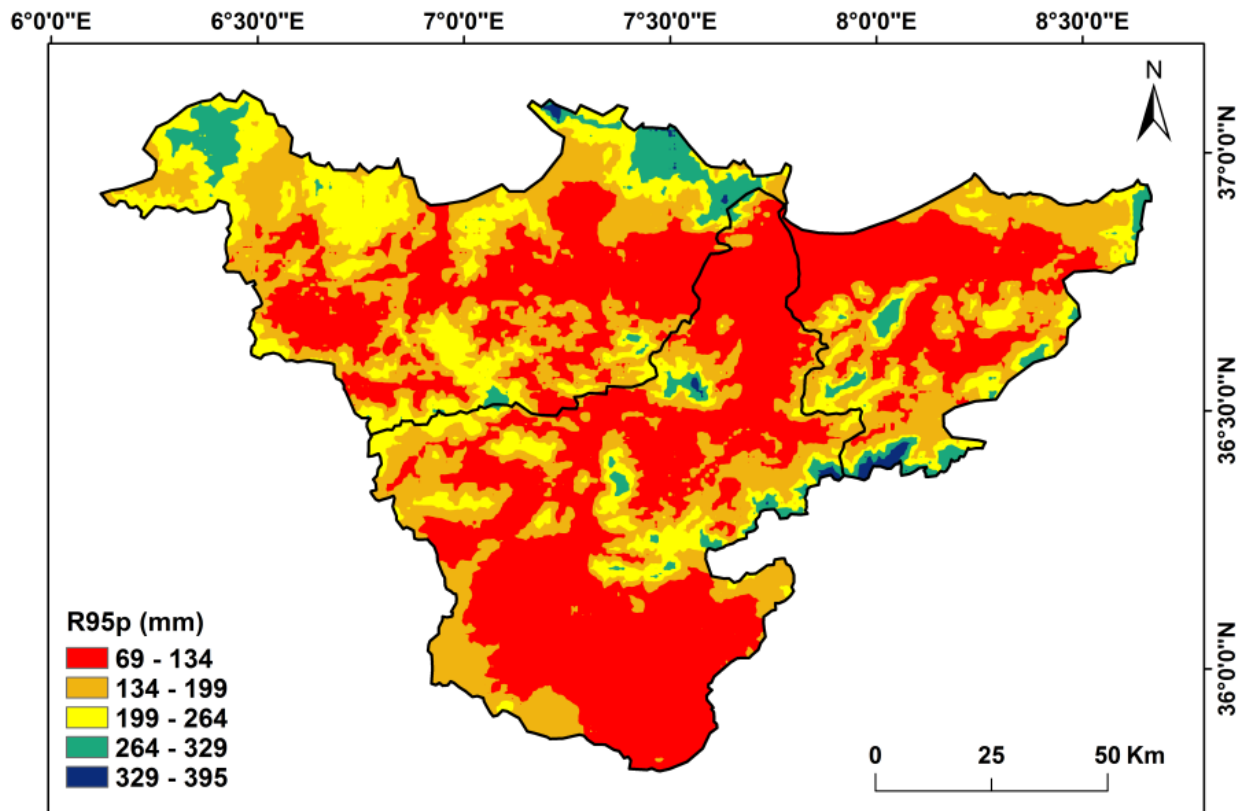 6°0'0"E 6°30'0"E 7°0'0"E 7°30'0"E 8°0'0"E 8°30'0"E
N
37°0'0"N
36°30'0"N
36°0'0"N
R95p (mm)
69 - 134
134 - 199
199 - 264
264 - 329
329 - 395
0 25 50 Km